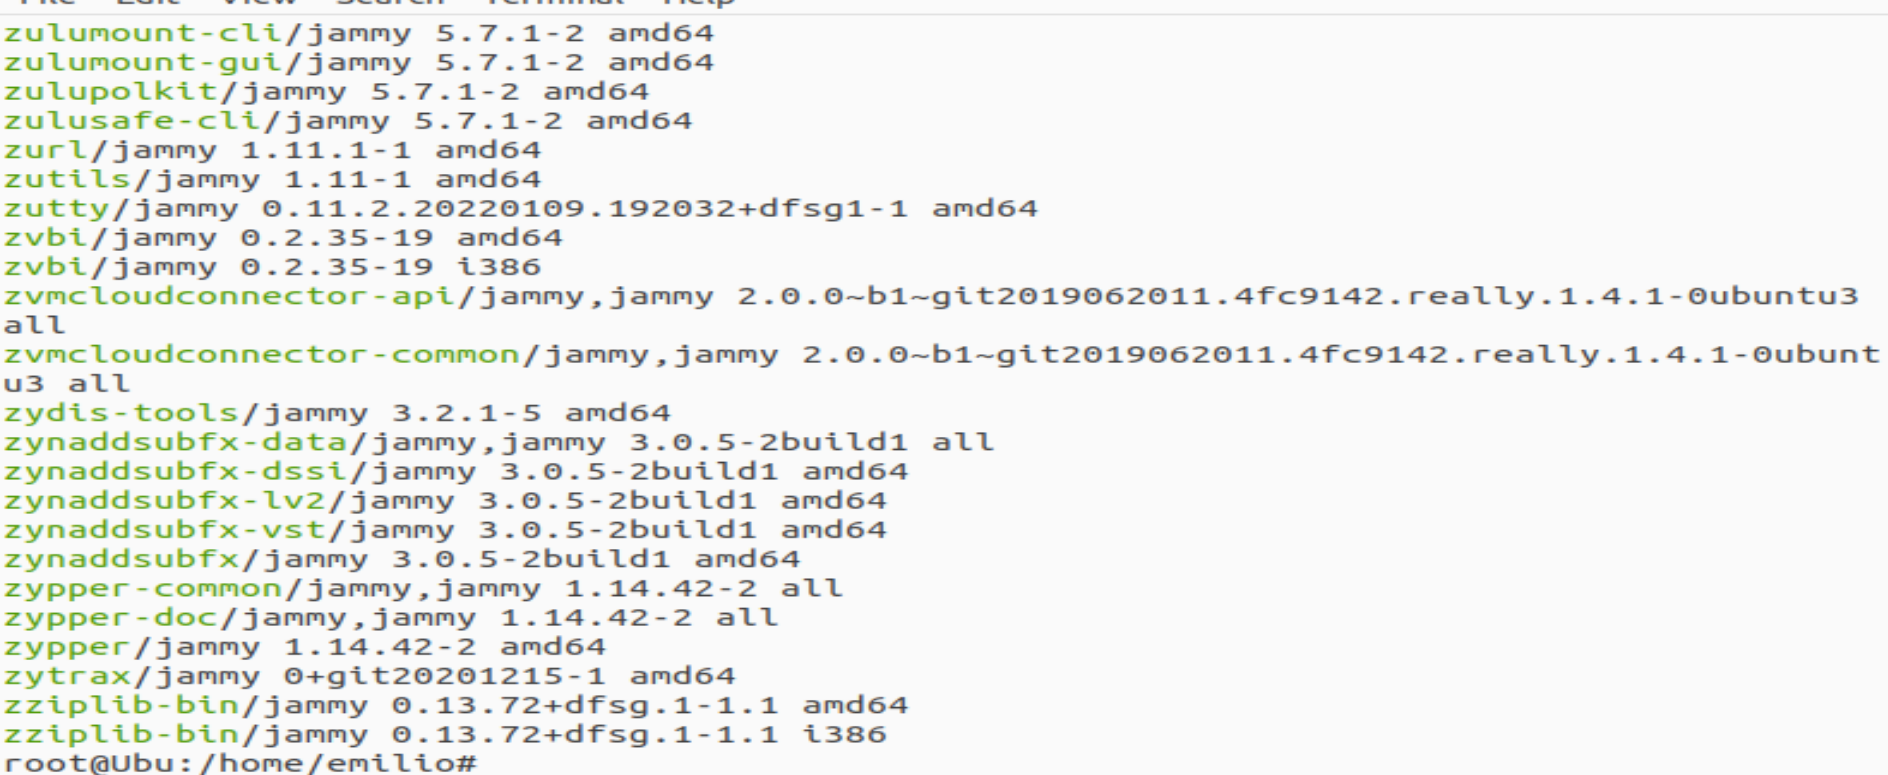 File Edit View Search Terminal Help
zulumount-cli/jammy 5.7.1-2 amd64
zulumount-gui/jammy 5.7.1-2 amd64
zulupolkit/jammy 5.7.1-2 amd64
zulusafe-cli/jammy 5.7.1-2 amd64
zurl/jammy 1.11.1-1 amd64
zutils/jammy 1.11-1 amd64
zutty/jammy 0.11.2.20220109.192032+dfsg1-1 amd64
zvbi/jammy 0.2.35-19 amd64
zvbi/jammy 0.2.35-19 i386
zvmcloudconnector-api/jammy,jammy 2.0.0~b1~git2019062011.4fc9142.really.1.4.1-0ubuntu3
all
zvmcloudconnector-common/jammy,jammy 2.0.0~b1~git2019062011.4fc9142.really.1.4.1-0ubunt
u3 all
zydis-tools/jammy 3.2.1-5 amd64
zynaddsubfx-data/jammy,jammy 3.0.5-2build1 all
zynaddsubfx-dssi/jammy 3.0.5-2build1 amd64
zynaddsubfx-lv2/jammy 3.0.5-2build1 amd64
zynaddsubfx-vst/jammy 3.0.5-2build1 amd64
zynaddsubfx/jammy 3.0.5-2build1 amd64
zypper-common/jammy,jammy 1.14.42-2 all
zypper-doc/jammy,jammy 1.14.42-2 all
zypper/jammy 1.14.42-2 amd64
zytrax/jammy 0+git20201215-1 amd64
zziplib-bin/jammy 0.13.72+dfsg.1-1.1 amd64
zziplib-bin/jammy 0.13.72+dfsg.1-1.1 i386
root@Ubu:/home/emilio#